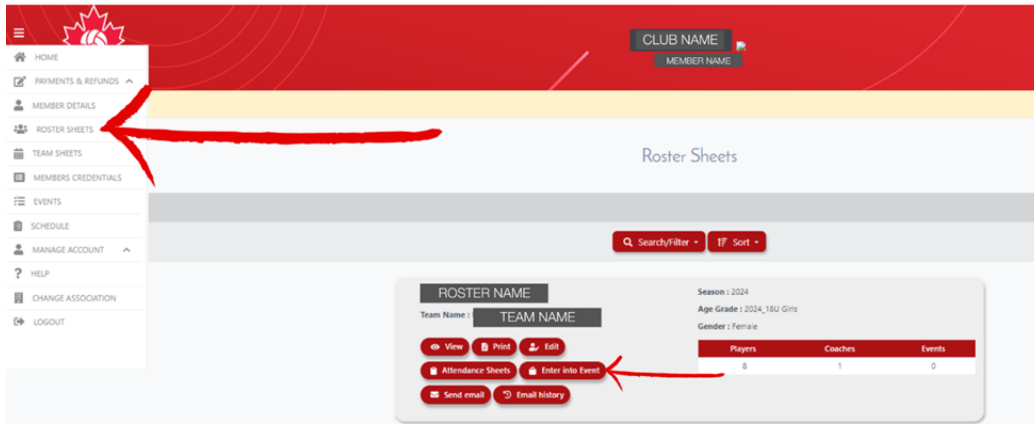 CLUB NAME
MEMBER NAME
HOME
PAYMENTS & REFUNDS
MEMBER DETAILS
ROSTER SHEETS
TEAM SHEETS
MEMBERS CREDENTIALS
EVENTS
SCHEDULE
MANAGE ACCOUNT
? HELP
CHANGE ASSOCIATION
LOGOUT
Roster Sheets
Search/Filter
Sort
ROSTER NAME
Team Name : TEAM NAME
View Print Edit
Attendance Sheets Enter into Event
Send email Email history
Season : 2024
Age Grade : 2024_18U Girls
Gender : Female
Players Coaches Events
8 1 0